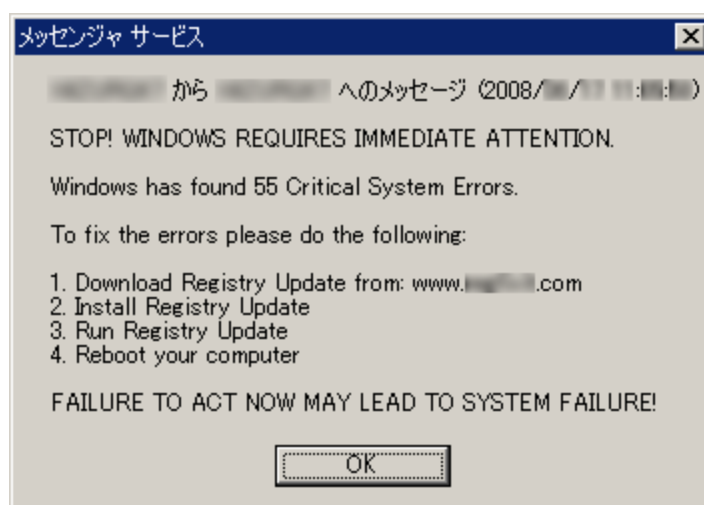 メッセンジャ サービス
から へのメッセージ (2008/ / : : )
STOP! WINDOWS REQUIRES IMMEDIATE ATTENTION.
Windows has found 55 Critical System Errors.
To fix the errors please do the following:
1. Download Registry Update from: www. .com
2. Install Registry Update
3. Run Registry Update
4. Reboot your computer
FAILURE TO ACT NOW MAY LEAD TO SYSTEM FAILURE!
OK